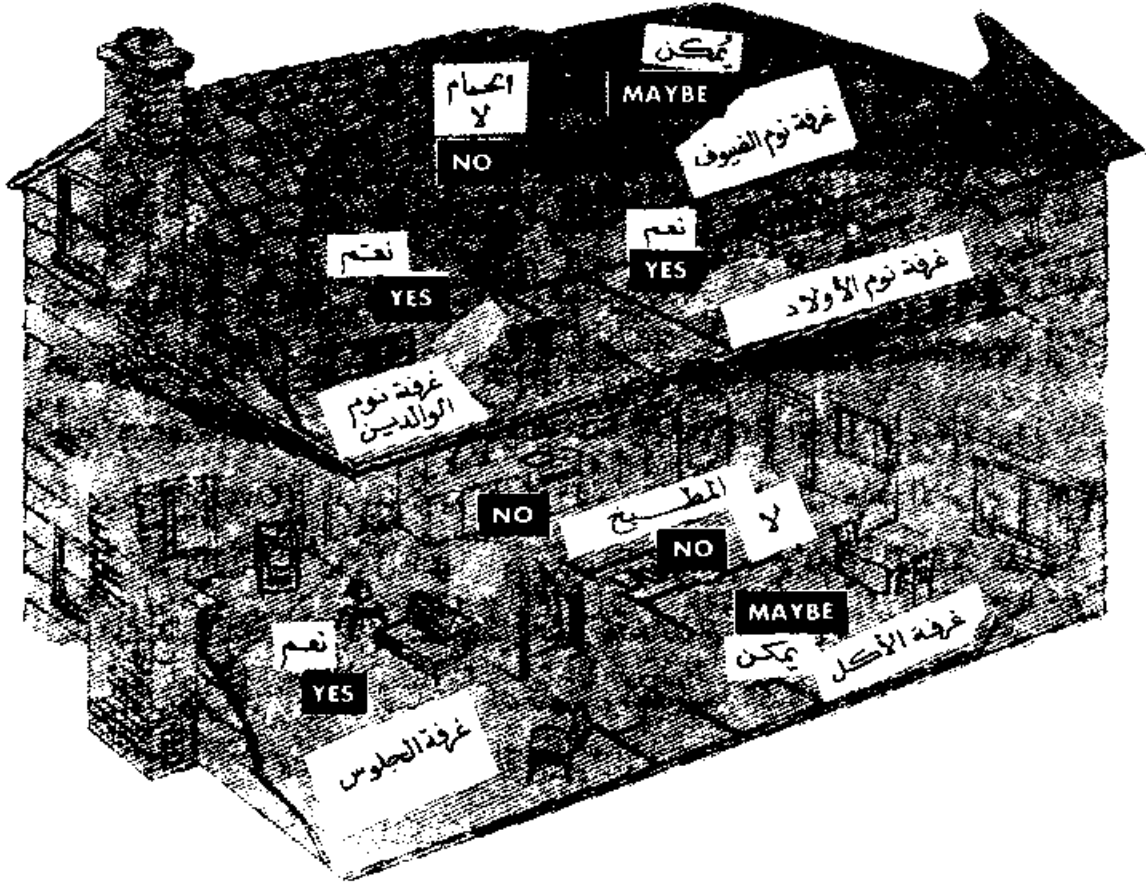 يُمكن
MAYBE
الحمام
لا
NO
غرفة نوم الضيوف
نعم
YES
نعم
YES
غرفة نوم الأولاد
غرفة نوم
الوالدين
NO
المطبخ
لا
NO
MAYBE
يمكن
غرفة الأكل
نعم
YES
غرفة الجلوس